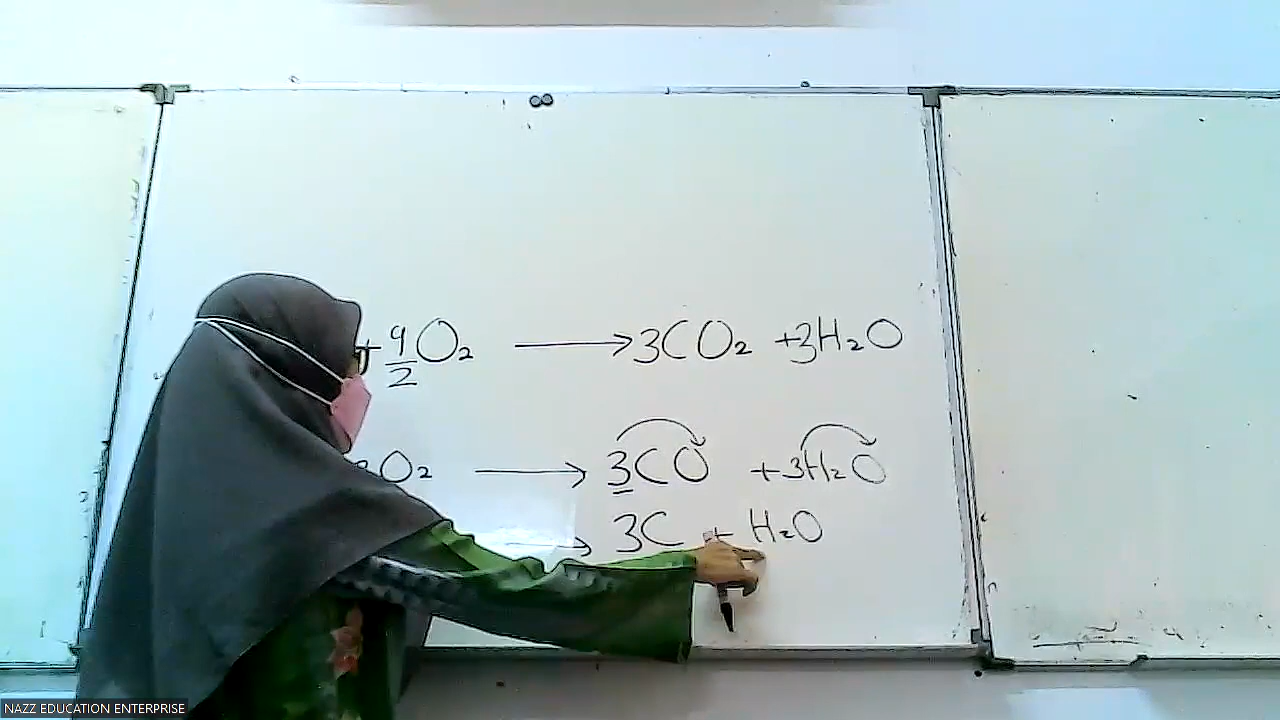 + 9/2 O₂ ⟶ 3CO₂ + 3H₂O
O₂ ⟶ 3CO + 3H₂O
⟶ 3C + H₂O
NAZZ EDUCATION ENTERPRISE